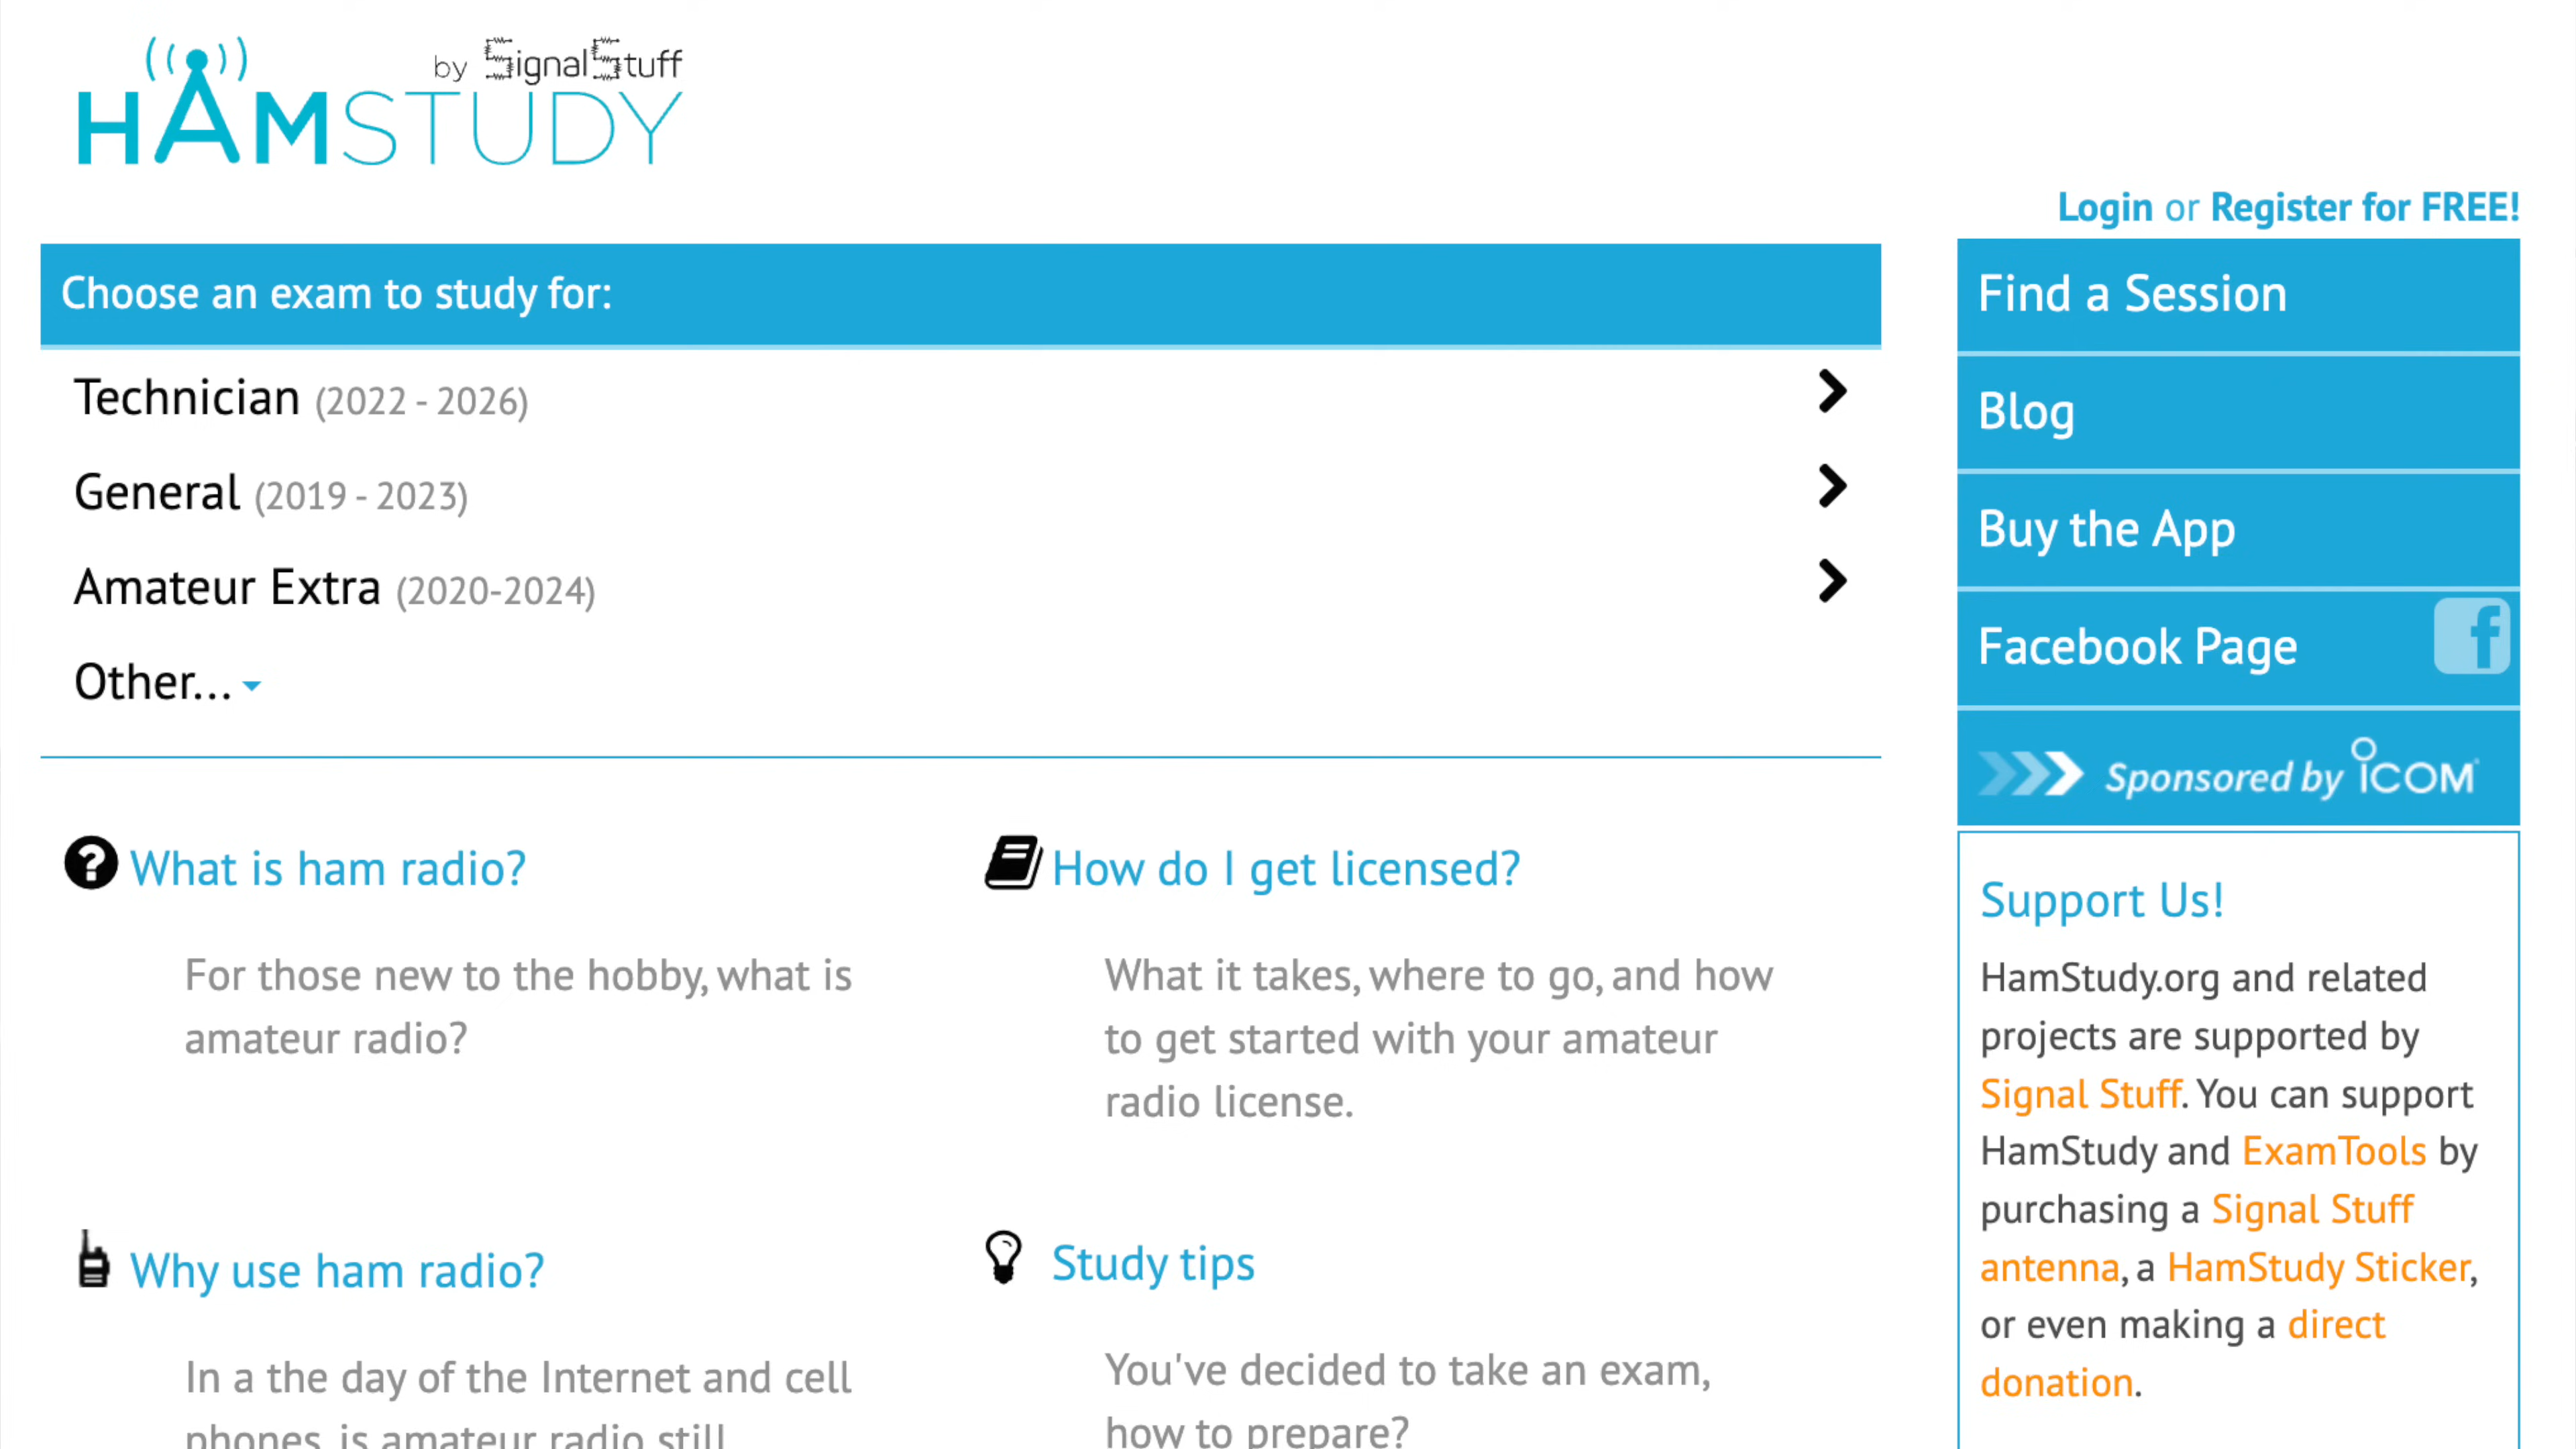 by SignalStuff
HAMSTUDY
Login or Register for FREE!
Choose an exam to study for:
Technician (2022 - 2026)
General (2019 - 2023)
Amateur Extra (2020-2024)
Other...
Find a Session
Blog
Buy the App
Facebook Page
f
Sponsored by ICOM
What is ham radio?
For those new to the hobby, what is
amateur radio?
How do I get licensed?
What it takes, where to go, and how
to get started with your amateur
radio license.
Why use ham radio?
In a the day of the Internet and cell
phones, is amateur radio still
Study tips
You've decided to take an exam,
how to prepare?
Support Us!
HamStudy.org and related
projects are supported by
Signal Stuff. You can support
HamStudy and ExamTools by
purchasing a Signal Stuff
antenna, a HamStudy Sticker,
or even making a direct
donation.